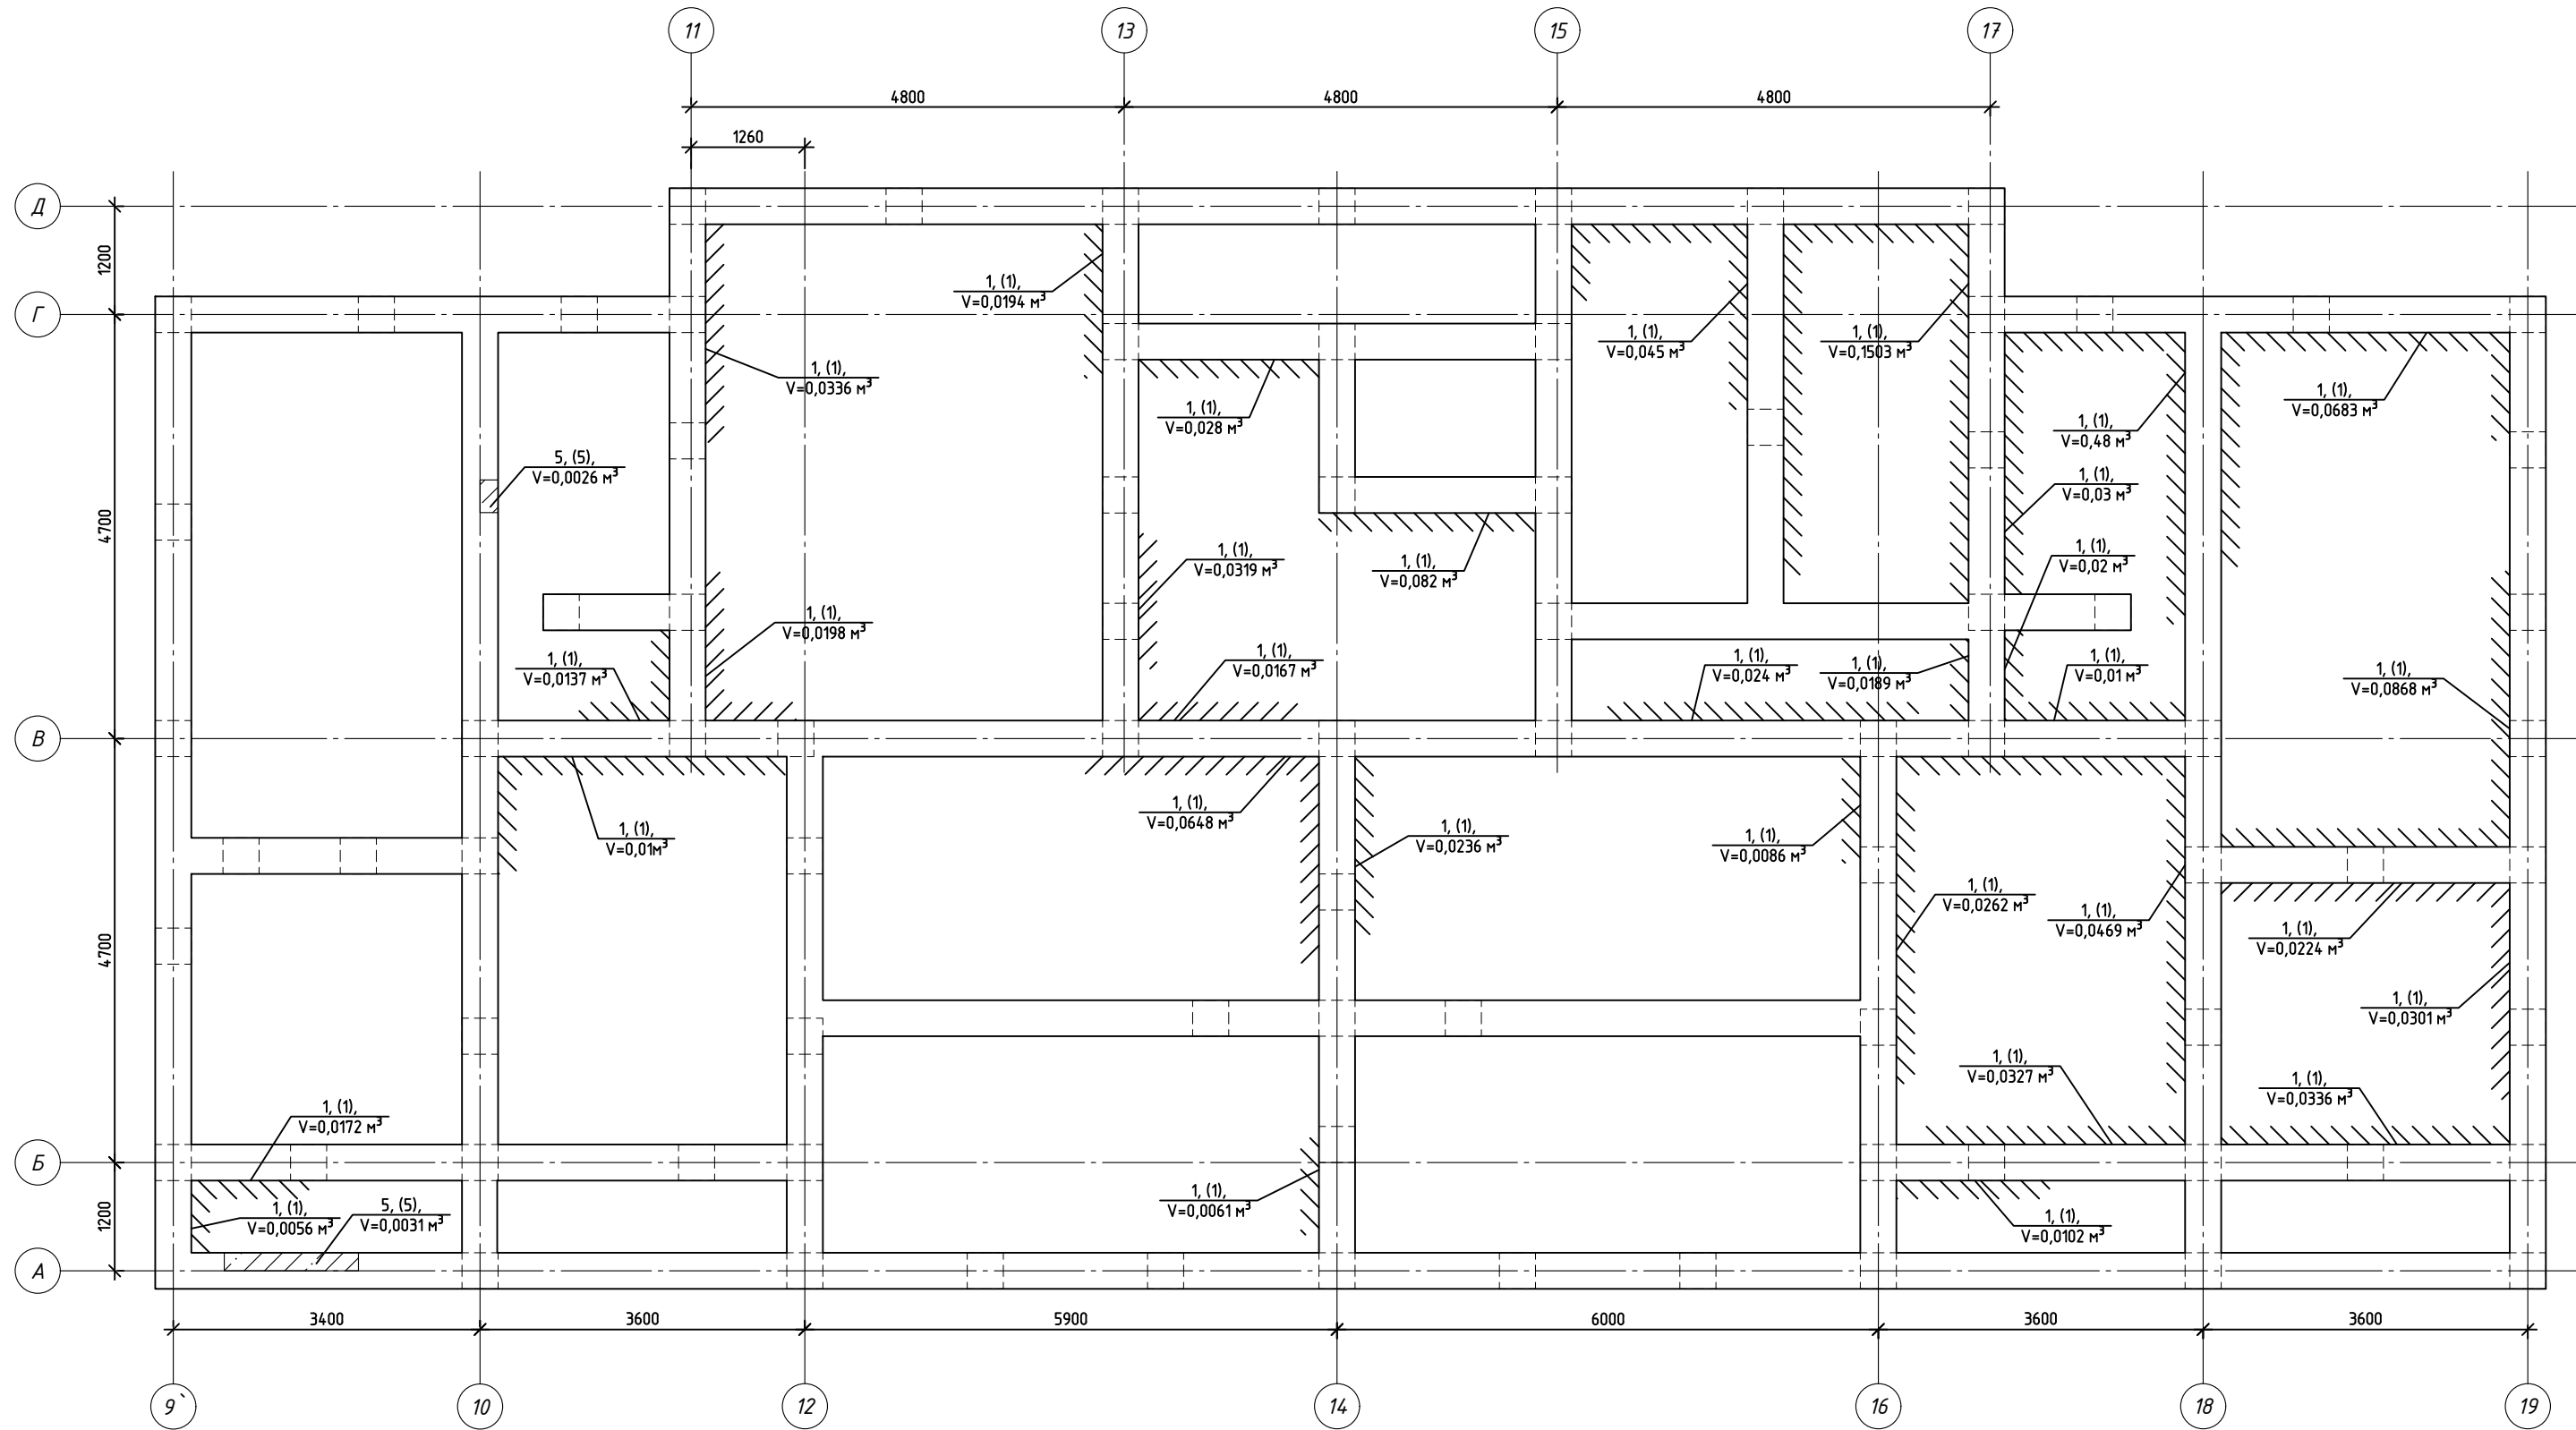 11
13
15
17
4800
4800
4800
1260
Д
1200
Г
1, (1),
V=0,0194 м³
1, (1),
V=0,045 м³
1, (1),
V=0,1503 м³
1, (1),
V=0,0336 м³
1, (1),
V=0,028 м³
1, (1),
V=0,0683 м³
1, (1),
V=0,48 м³
5, (5),
V=0,0026 м³
1, (1),
V=0,03 м³
4700
1, (1),
V=0,0319 м³
1, (1),
V=0,082 м³
1, (1),
V=0,02 м³
1, (1),
V=0,0198 м³
1, (1),
V=0,0137 м³
1, (1),
V=0,0167 м³
1, (1),
V=0,024 м³
1, (1),
V=0,0189 м³
1, (1),
V=0,01 м³
1, (1),
V=0,0868 м³
В
1, (1),
V=0,01м³
1, (1),
V=0,0648 м³
1, (1),
V=0,0236 м³
1, (1),
V=0,0086 м³
1, (1),
V=0,0262 м³
1, (1),
V=0,0469 м³
1, (1),
V=0,0224 м³
4700
1, (1),
V=0,0301 м³
1, (1),
V=0,0327 м³
1, (1),
V=0,0336 м³
1, (1),
V=0,0172 м³
Б
1, (1),
V=0,0056 м³
5, (5),
V=0,0031 м³
1, (1),
V=0,0061 м³
1, (1),
V=0,0102 м³
1200
А
3400
3600
5900
6000
3600
3600
9`
10
12
14
16
18
19